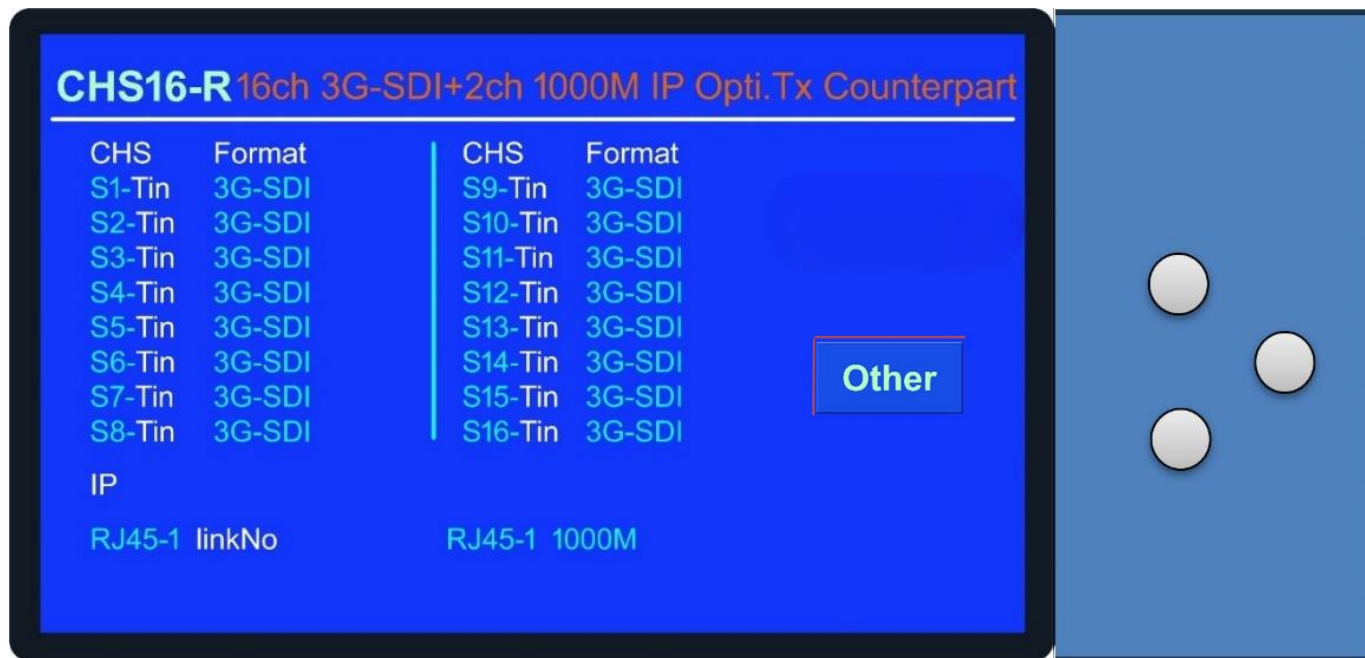 CHS16-R 16ch 3G-SDI+2ch 1000M IP Opti.Tx Counterpart
CHS Format CHS Format
S1-Tin 3G-SDI S9-Tin 3G-SDI
S2-Tin 3G-SDI S10-Tin 3G-SDI
S3-Tin 3G-SDI S11-Tin 3G-SDI
S4-Tin 3G-SDI S12-Tin 3G-SDI
S5-Tin 3G-SDI S13-Tin 3G-SDI
S6-Tin 3G-SDI S14-Tin 3G-SDI
S7-Tin 3G-SDI S15-Tin 3G-SDI
S8-Tin 3G-SDI S16-Tin 3G-SDI
Other
IP
RJ45-1 linkNo RJ45-1 1000M